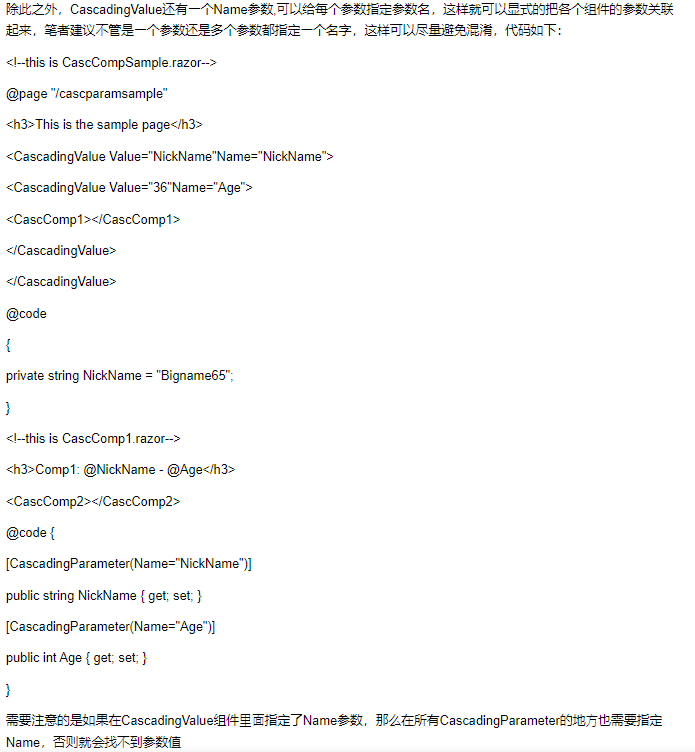 除此之外，CascadingValue还有一个Name参数,可以给每个参数指定参数名，这样就可以显式的把各个组件的参数关联
起来，笔者建议不管是一个参数还是多个参数都指定一个名字，这样可以尽量避免混淆，代码如下：
<!--this is CascCompSample.razor-->
@page "/cascparamsample"
<h3>This is the sample page</h3>
<CascadingValue Value="NickName"Name="NickName">
<CascadingValue Value="36"Name="Age">
<CascComp1></CascComp1>
</CascadingValue>
</CascadingValue>
@code
{
private string NickName = "Bigname65";
}
<!--this is CascComp1.razor-->
<h3>Comp1: @NickName - @Age</h3>
<CascComp2></CascComp2>
@code {
[CascadingParameter(Name="NickName")]
public string NickName { get; set; }
[CascadingParameter(Name="Age")]
public int Age { get; set; }
}
需要注意的是如果在CascadingValue组件里面指定了Name参数，那么在所有CascadingParameter的地方也需要指定
Name，否则就会找不到参数值